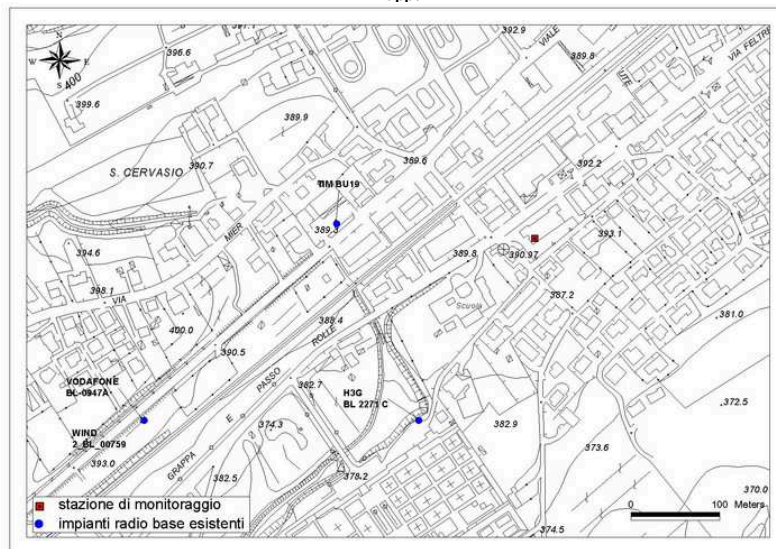 392.9
VIALE
389.8
VIA FELTRE
396.6
N
W E
S
400
399.6
389.9
UTE
389.6
390.7
392.2
S. CERVASIO
TIM BU19
389.3
MIER
393.1
394.6
389.8
390.97
398.1
VIA
387.2
Scuola
381.0
400.0
388.4
ROLLE
390.5
PASSO
VODAFONE
BL-0947A
382.7
H3G
BL 2271 C
E
372.5
WIND
2_BL_00759
374.3
382.9
GRAPPA
393.0
373.6
382.5
378.2
370.0
374.5
stazione di monitoraggio
impianti radio base esistenti
0 100 Meters